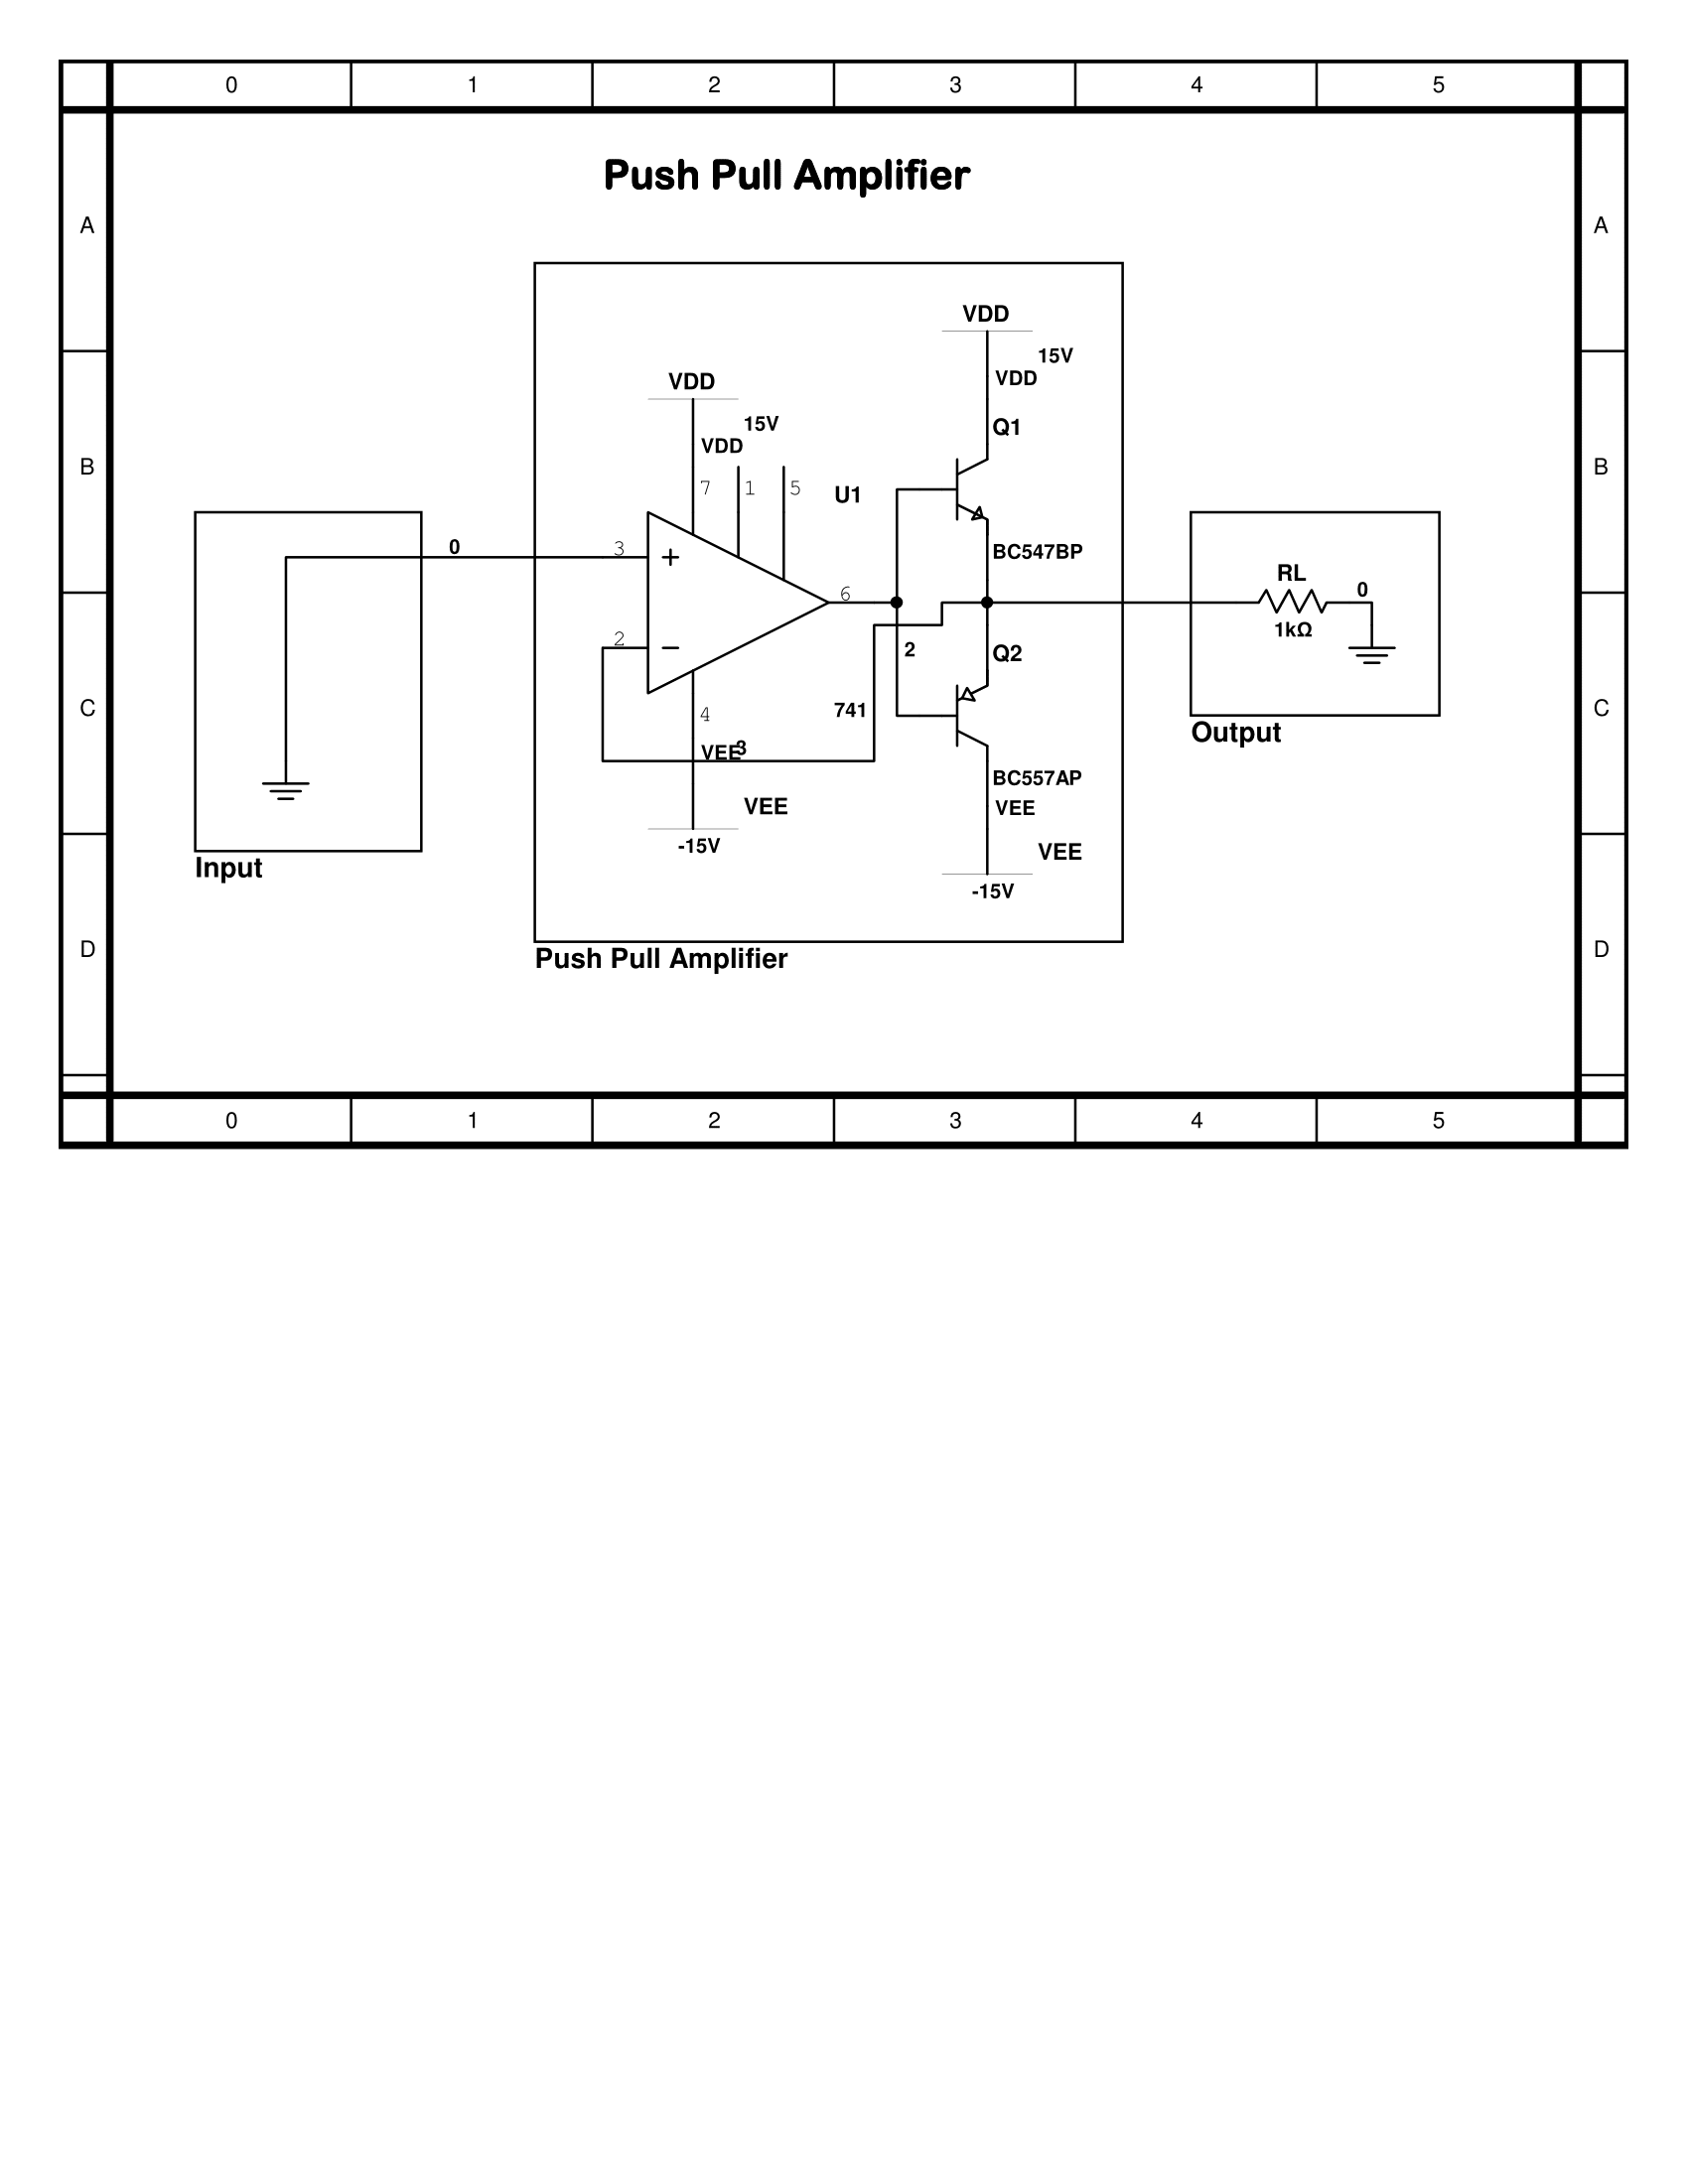 0 1 2 3 4 5
Push Pull Amplifier
A A
VDD
15V
VDD
VDD
Q1
15V
VDD
B B
7 1 5
U1
0
3
+
BC547BP
6
RL
0
1kΩ
2
−
2
Q2
C C
4
741
Output
VEE
3
BC557AP
VEE
VEE
-15V
VEE
Input
-15V
D D
Push Pull Amplifier
0 1 2 3 4 5